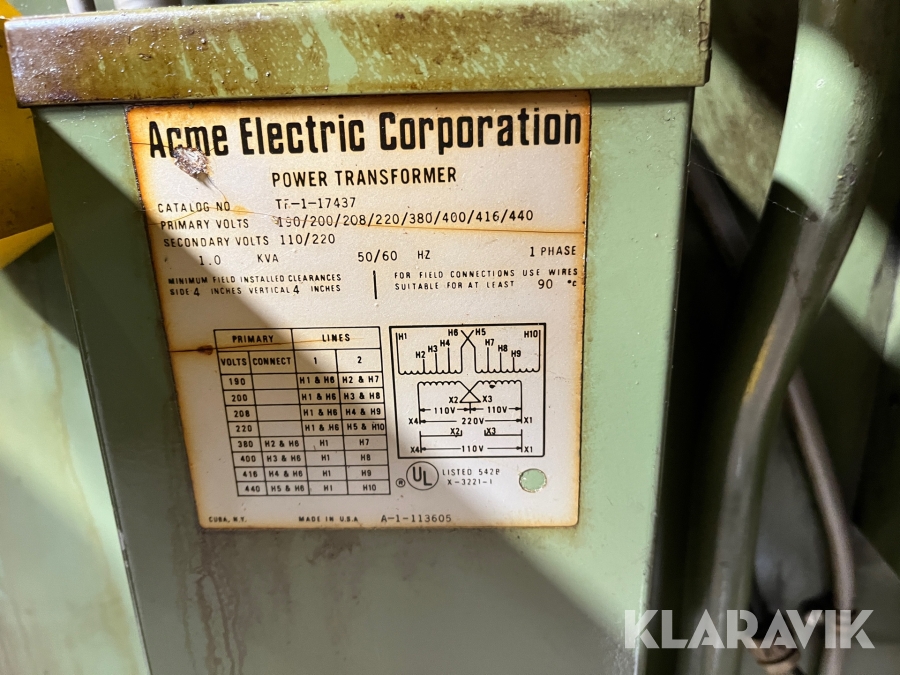 Acme Electric Corporation
POWER TRANSFORMER
CATALOG NO TF-1-17437
PRIMARY VOLTS 190/200/208/220/380/400/416/440
SECONDARY VOLTS 110/220
1.0 KVA 50/60 HZ 1 PHASE
MINIMUM FIELD INSTALLED CLEARANCES
SIDE 4 INCHES VERTICAL 4 INCHES
FOR FIELD CONNECTIONS USE WIRES
SUITABLE FOR AT LEAST 90 °C
PRIMARY LINES
VOLTS CONNECT 1 2
190 H1 & H6 H2 & H7
200 H1 & H6 H3 & H8
208 H1 & H6 H4 & H9
220 H1 & H6 H5 & H10
380 H2 & H6 H1 H7
400 H3 & H6 H1 H8
416 H4 & H6 H1 H9
440 H5 & H6 H1 H10
H1 H6 H5 H10
H4 H7
H3 H8
H2 H9
X2 X3
110V 110V
X4 220V X1
X2 X3
X4 110V X1
® UL LISTED 542P
X-3221-1
CUBA, N.Y. MADE IN U.S.A A-1-113605
KLARAVIK